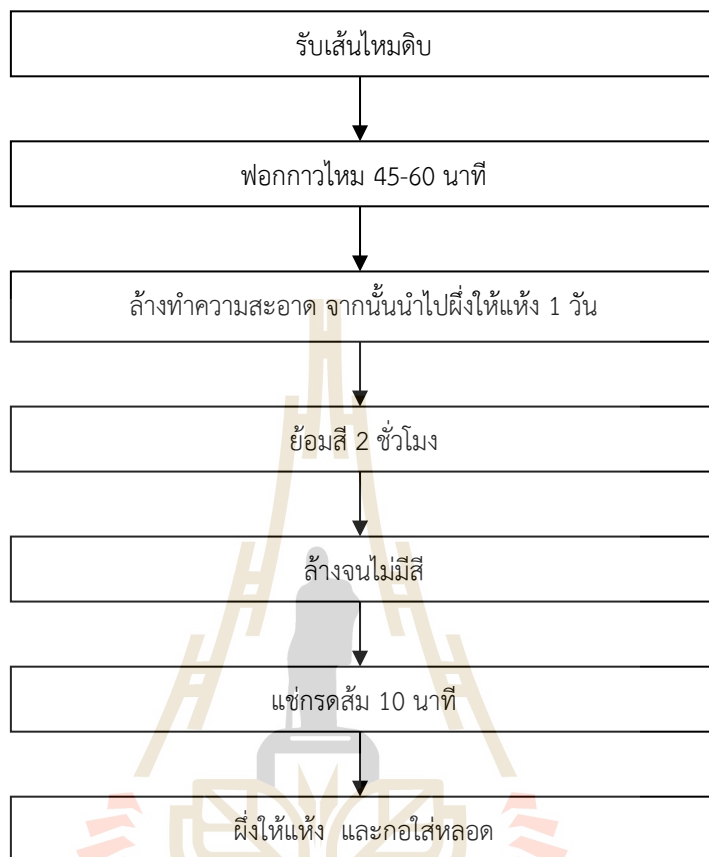 รับเส้นไหมดิบ
ฟอกกาวไหม 45-60 นาที
ล้างทำความสะอาด จากนั้นนำไปผึ่งให้แห้ง 1 วัน
ย้อมสี 2 ชั่วโมง
ล้างจนไม่มีสี
แช่กรดส้ม 10 นาที
ผึ่งให้แห้ง และกอใส่หลอด